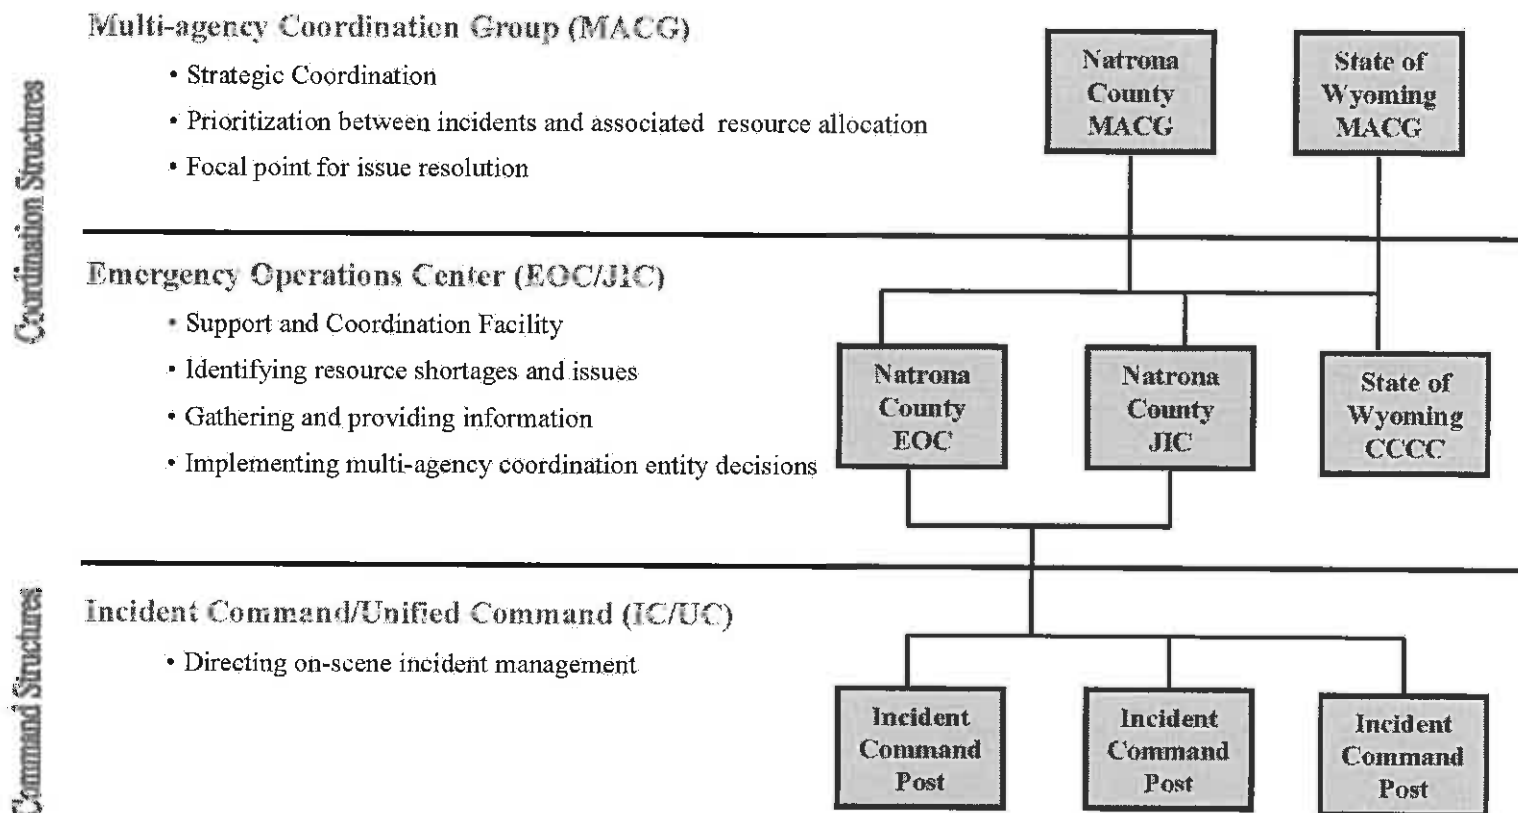 Coordination Structures
Multi-agency Coordination Group (MACG)
• Strategic Coordination
• Prioritization between incidents and associated resource allocation
• Focal point for issue resolution
Natrona
County
MACG
State of
Wyoming
MACG
Emergency Operations Center (EOC/JIC)
• Support and Coordination Facility
• Identifying resource shortages and issues
• Gathering and providing information
• Implementing multi-agency coordination entity decisions
Natrona
County
EOC
Natrona
County
JIC
State of
Wyoming
CCCC
Command Structures
Incident Command/Unified Command (IC/UC)
• Directing on-scene incident management
Incident
Command
Post
Incident
Command
Post
Incident
Command
Post